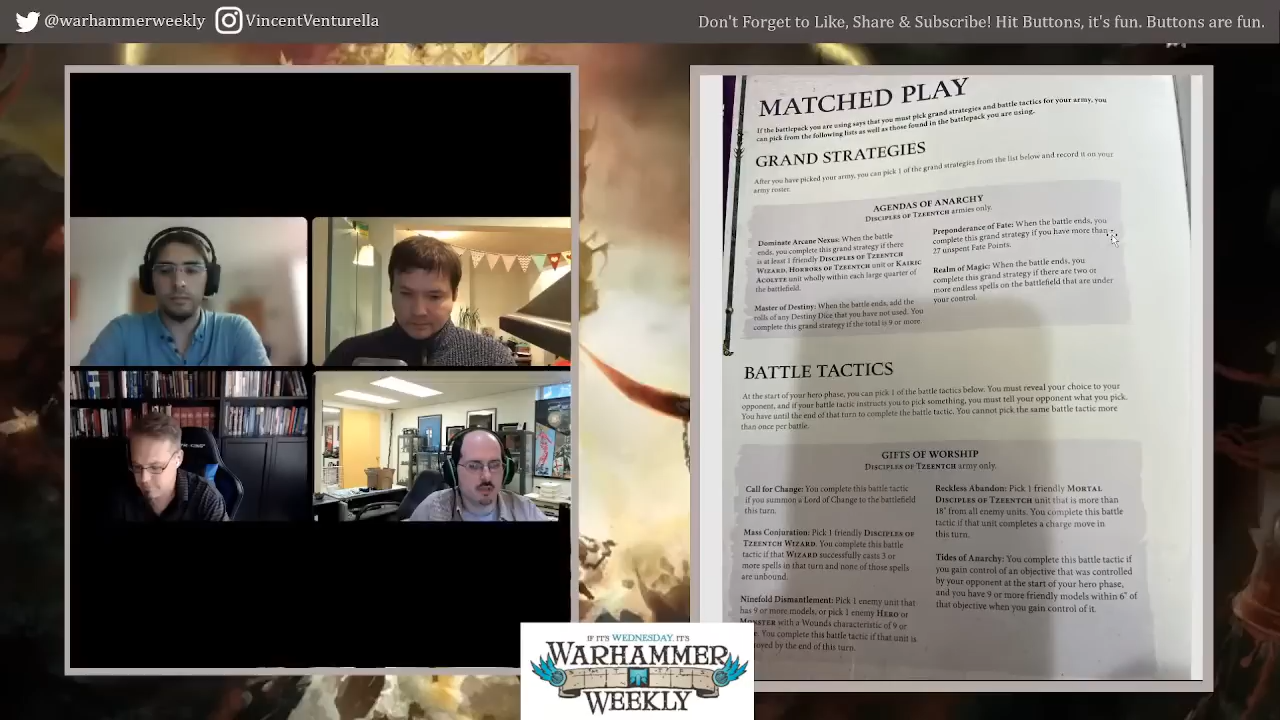 @warhammerweekly VincentVenturella
Don't Forget to Like, Share & Subscribe! Hit Buttons, it's fun. Buttons are fun.
MATCHED PLAY
If the battlepack you are using says that you must pick grand strategies and battle tactics for your army, you
can pick from the following lists as well as those found in the battlepack you are using.
GRAND STRATEGIES
After you have picked your army, you can pick 1 of the grand strategies from the list below and record it on your
army roster.
AGENDAS OF ANARCHY
DISCIPLES OF TZEENTCH armies only.
Dominate Arcane Nexus: When the battle
ends, you complete this grand strategy if there
is at least 1 friendly DISCIPLES OF TZEENTCH
WIZARD, HORRORS OF TZEENTCH unit or KAIRIC
ACOLYTE unit wholly within each large quarter of
the battlefield.
Master of Destiny: When the battle ends, add the
rolls of any Destiny Dice that you have not used. You
complete this grand strategy if the total is 9 or more
Preponderance of Fate: When the battle ends, you
complete this grand strategy if you have more than
27 unspent Fate Points.
Realm of Magic: When the battle ends, you
complete this grand strategy if there are two or
more endless spells on the battlefield that are under
your control.
BATTLE TACTICS
At the start of your hero phase, you can pick 1 of the battle tactics below. You must reveal your choice to your
opponent, and if your battle tactic instructs you to pick something, you must tell your opponent what you pick.
You have until the end of that turn to complete the battle tactic. You cannot pick the same battle tactic more
than once per battle.
GIFTS OF WORSHIP
DISCIPLES OF TZEENTCH army only.
Call for Change: You complete this battle tactic
if you summon a Lord of Change to the battlefield
this turn.
Mass Conjuration: Pick 1 friendly DISCIPLES OF
TZEENTCH WIZARD. You complete this battle
tactic if that WIZARD successfully casts 3 or
more spells in that turn and none of those spells
are unbound.
Ninefold Dismantlement: Pick 1 enemy unit that
has 9 or more models, or pick 1 enemy HERO or
MONSTER with a Wounds characteristic of 9 or
. You complete this battle tactic if that unit is
oyed by the end of this turn.
Reckless Abandon: Pick 1 friendly MORTAL
DISCIPLES OF TZEENTCH unit that is more than
18" from all enemy units. You complete this battle
tactic if that unit completes a charge move in
this turn.
Tides of Anarchy: You complete this battle tactic if
you gain control of an objective that was controlled
by your opponent at the start of your hero phase,
and you have 9 or more friendly models within 6" of
that objective when you gain control of it.
IF IT'S WEDNESDAY, IT'S
WARHAMMER
WEEKLY